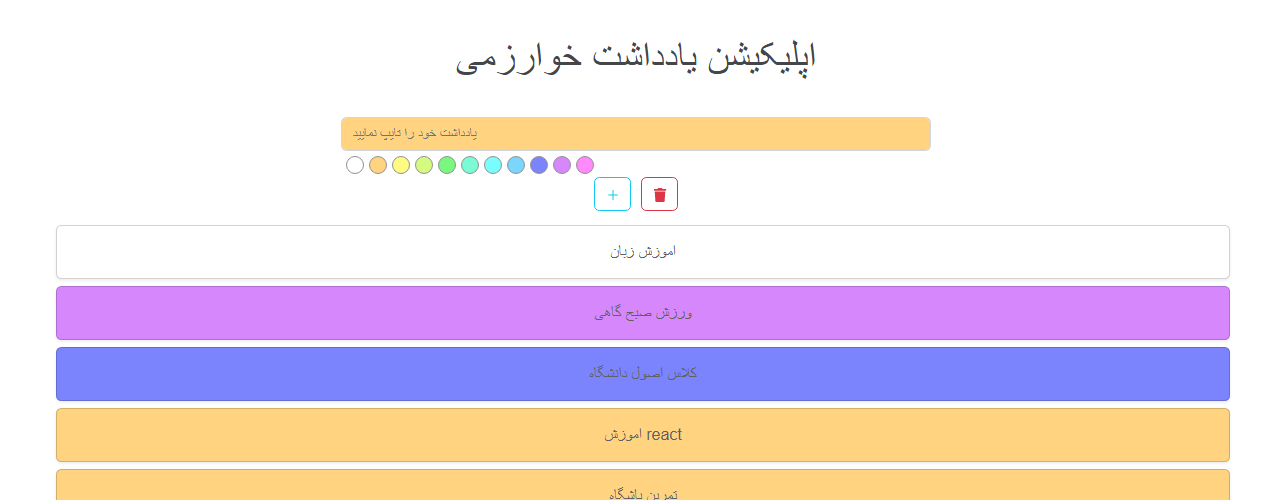 اپلیکیشن یادداشت خوارزمی
یادداشت خود را تایپ نمایید
اموزش زبان
ورزش صبح گاهی
کلاس اصول دانشگاه
اموزش react
تمرین باشگاه